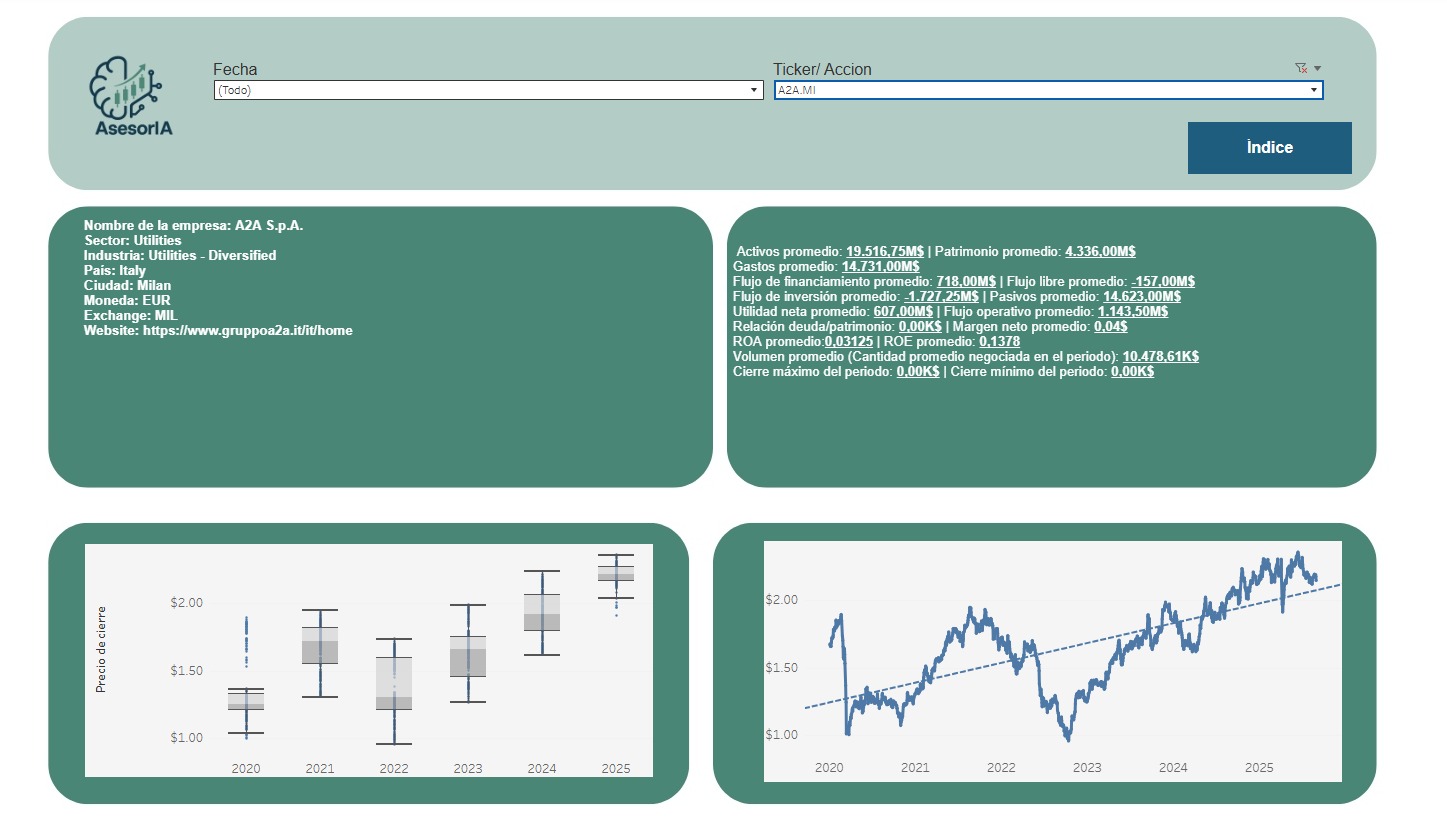 AsesorIA
Fecha
(Todo)
Ticker/ Accion
A2A.MI
Índice
Nombre de la empresa: A2A S.p.A.
Sector: Utilities
Industria: Utilities - Diversified
País: Italy
Ciudad: Milan
Moneda: EUR
Exchange: MIL
Website: https://www.gruppoa2a.it/it/home
Activos promedio: 19.516,75M$ | Patrimonio promedio: 4.336,00M$
Gastos promedio: 14.731,00M$
Flujo de financiamiento promedio: 718,00M$ | Flujo libre promedio: -157,00M$
Flujo de inversión promedio: -1.727,25M$ | Pasivos promedio: 14.623,00M$
Utilidad neta promedio: 607,00M$ | Flujo operativo promedio: 1.143,50M$
Relación deuda/patrimonio: 0,00K$ | Margen neto promedio: 0,04$
ROA promedio:0,03125 | ROE promedio: 0,1378
Volumen promedio (Cantidad promedio negociada en el periodo): 10.478,61K$
Cierre máximo del periodo: 0,00K$ | Cierre mínimo del periodo: 0,00K$
Precio de cierre
$2.00
$1.50
$1.00
2020 2021 2022 2023 2024 2025
$2.00
$1.50
$1.00
2020 2021 2022 2023 2024 2025